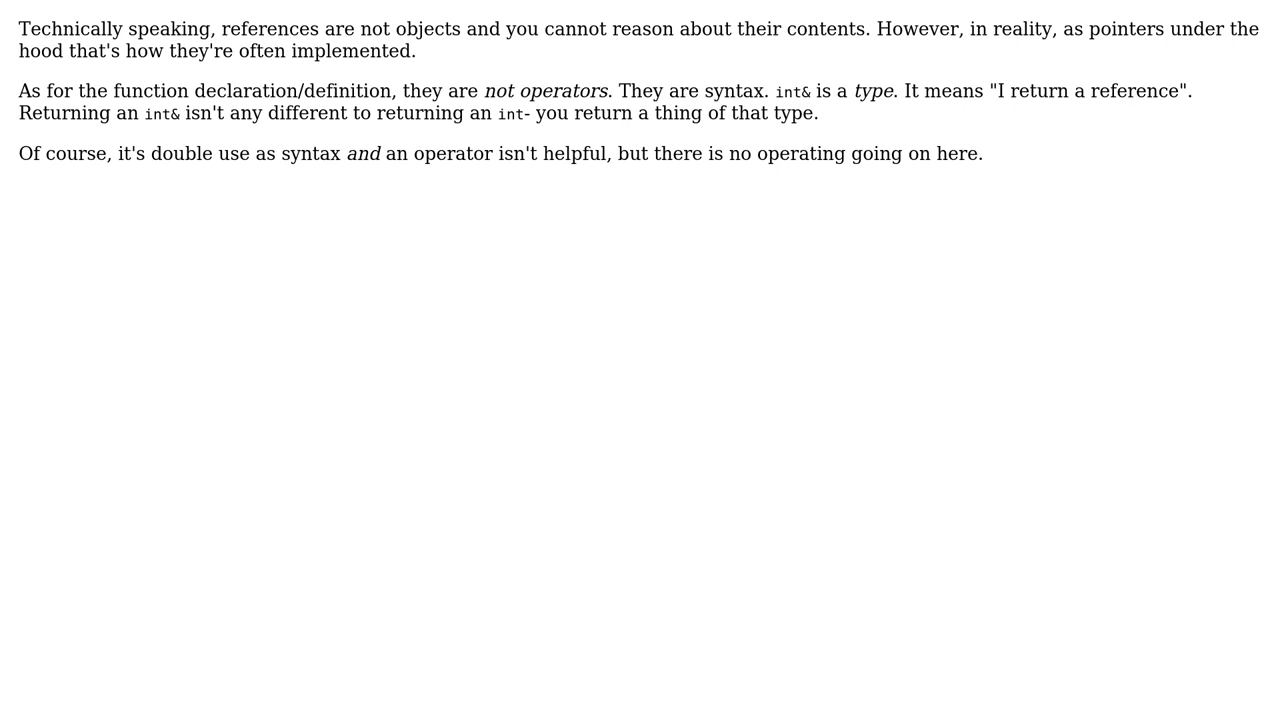 Technically speaking, references are not objects and you cannot reason about their contents. However, in reality, as pointers under the
hood that's how they're often implemented.
As for the function declaration/definition, they are not operators. They are syntax. int& is a type. It means "I return a reference".
Returning an int& isn't any different to returning an int- you return a thing of that type.
Of course, it's double use as syntax and an operator isn't helpful, but there is no operating going on here.